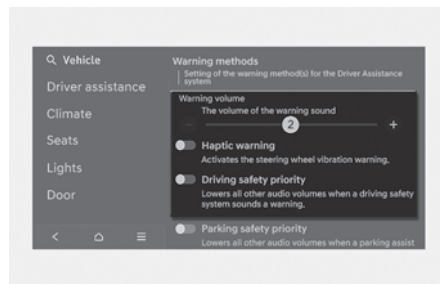 Vehicle
Driver assistance
Climate
Seats
Lights
Door
Warning methods
Setting of the warning method(s) for the Driver Assistance
system
Warning volume
The volume of the warning sound
2
+
Haptic warning
Activates the steering wheel vibration warning,
Driving safety priority
Lowers all other audio volumes when a driving safety
system sounds a warning,
Parking safety priority
Lowers all other audio volumes when a parking assist